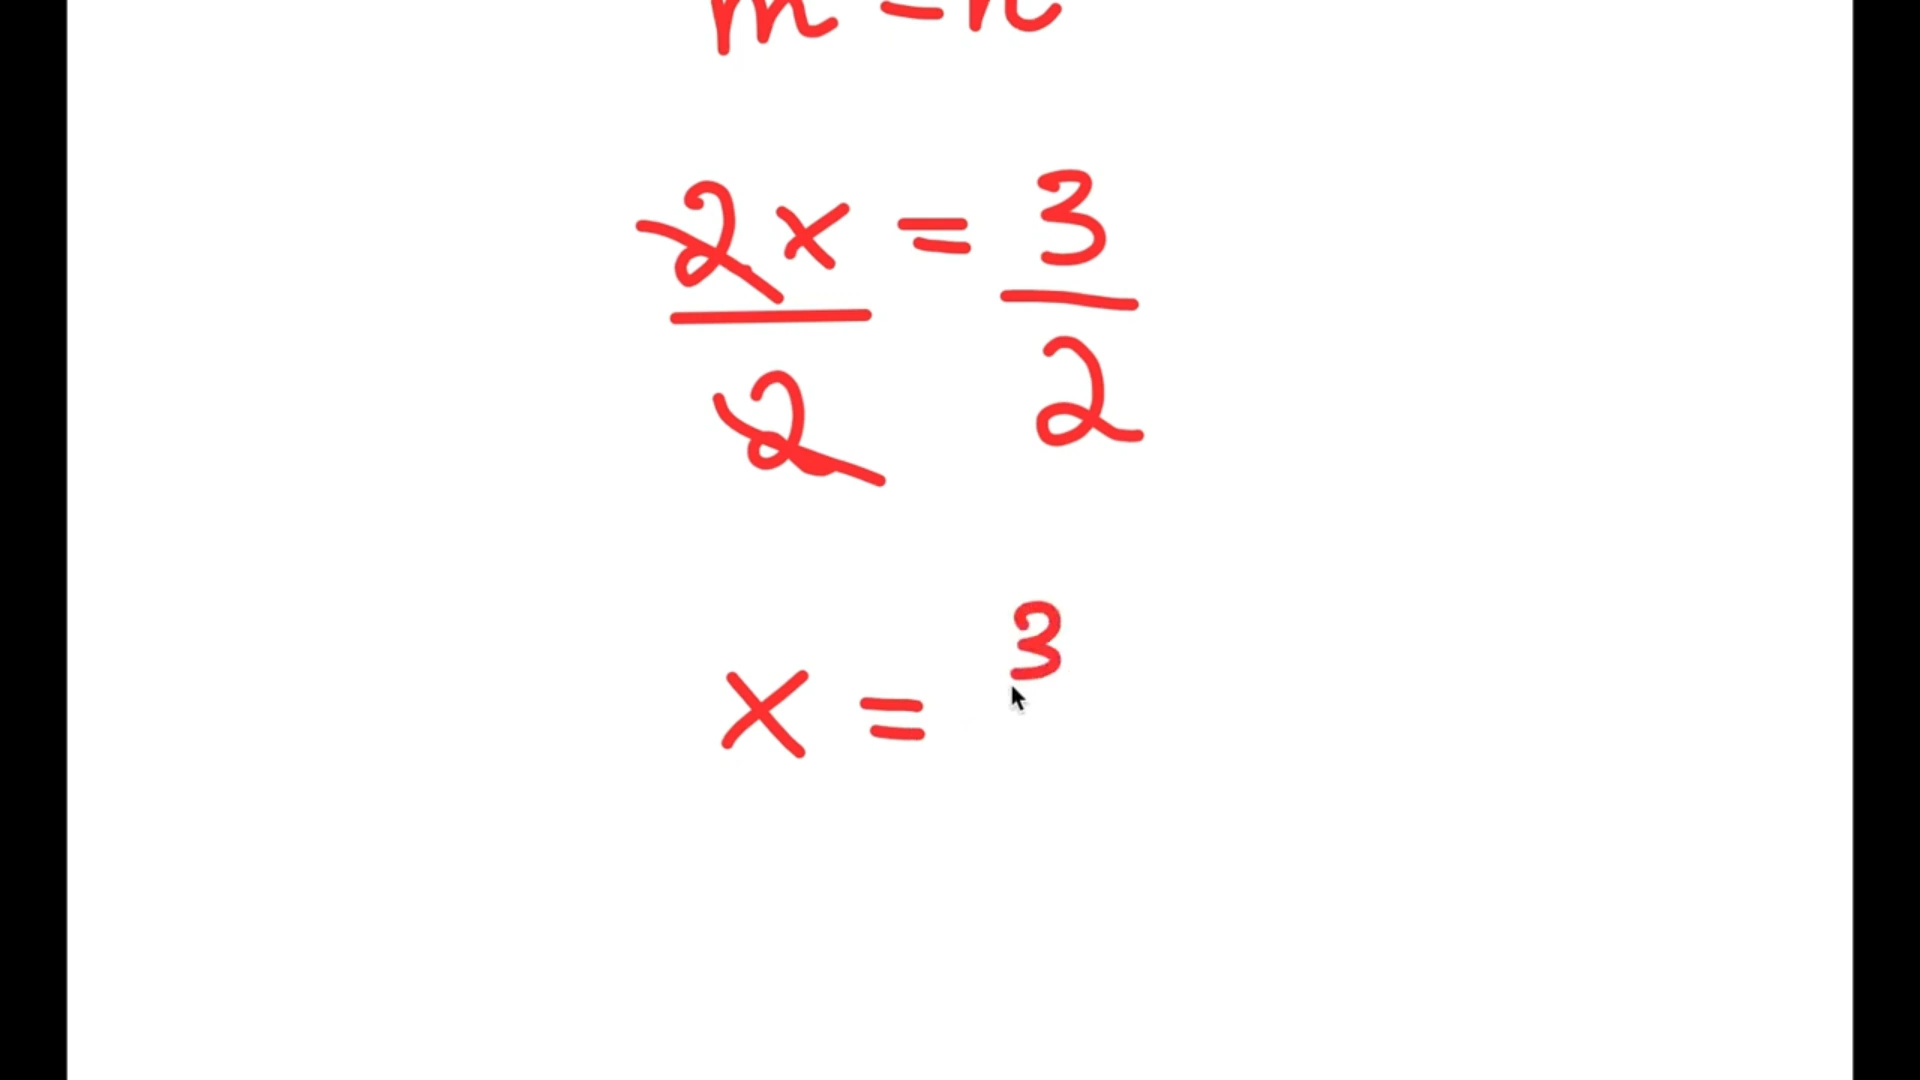 m = n
2x = 3
2 2
x = 3